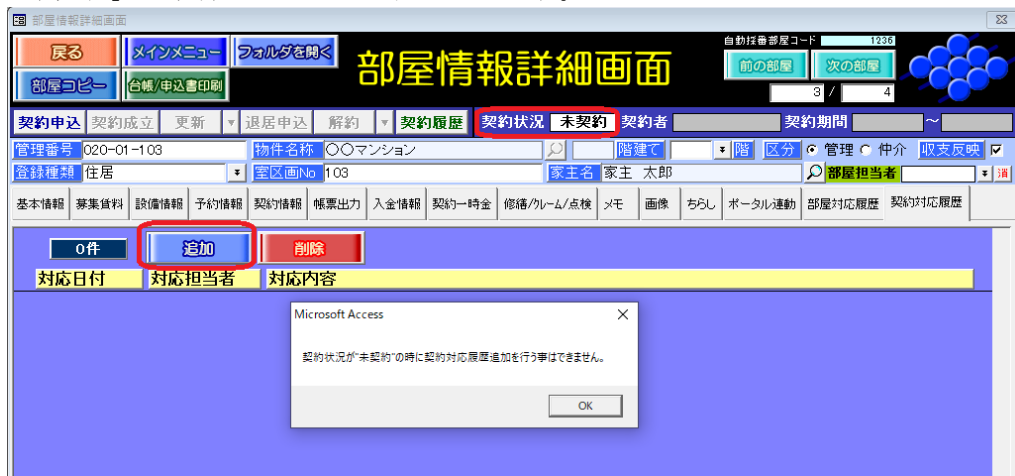 部屋情報詳細画面
戻る メインメニュー フォルダを開く 部屋情報詳細画面 自動採番部屋コード 1236
前の部屋 次の部屋
部屋コピー 台帳/申込書印刷 3 / 4
契約申込 契約成立 更新 ▼ 退居申込 解約 ▼ 契約履歴 契約状況 未契約 契約者 契約期間 ～
管理番号 020-01-103 物件名称 〇〇マンション 階建て 階 区分 管理 仲介 収支反映
登録種類 住居 室区画No 103 家主名 家主 太郎 部屋担当者 消
基本情報 募集賃料 設備情報 予約情報 契約情報 帳票出力 入金情報 契約一時金 修繕/クレーム/点検 メモ 画像 ちらし ポータル連動 部屋対応履歴 契約対応履歴
0件 追加 削除
対応日付 対応担当者 対応内容
Microsoft Access
契約状況が"未契約"の時に契約対応履歴追加を行う事はできません。
OK